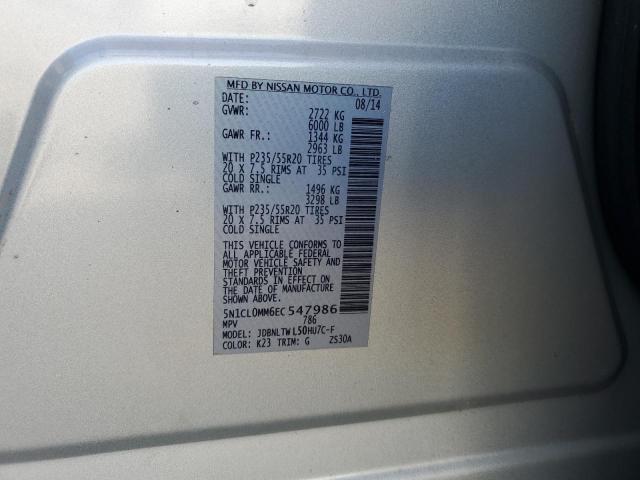 MFD BY NISSAN MOTOR CO., LTD.
DATE: 08/14
GVWR: 2722 KG
6000 LB
GAWR FR.: 1344 KG
2963 LB
WITH P235/55R20 TIRES
20 X 7.5 RIMS AT 35 PSI
COLD SINGLE
GAWR RR.: 1496 KG
3298 LB
WITH P235/55R20 TIRES
20 X 7.5 RIMS AT 35 PSI
COLD SINGLE
THIS VEHICLE CONFORMS TO
ALL APPLICABLE FEDERAL
MOTOR VEHICLE SAFETY AND
THEFT PREVENTION
STANDARDS IN EFFECT ON
THE DATE OF MANUFACTURE
SHOWN ABOVE.
5N1CL0MM6EC547986
MPV 786
MODEL: JDBNLTWL50HU7C-F
COLOR: K23 TRIM: G ZS30A